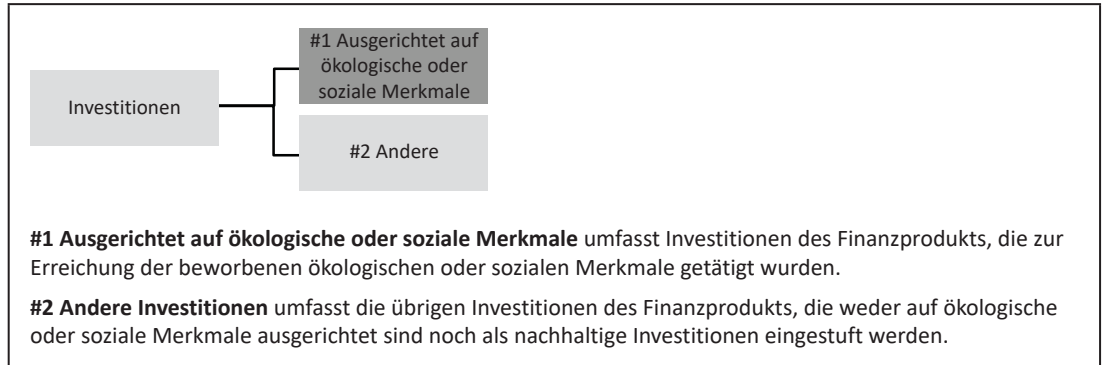 #1 Ausgerichtet auf
ökologische oder
soziale Merkmale
Investitionen
#2 Andere
#1 Ausgerichtet auf ökologische oder soziale Merkmale umfasst Investitionen des Finanzprodukts, die zur
Erreichung der beworbenen ökologischen oder sozialen Merkmale getätigt wurden.
#2 Andere Investitionen umfasst die übrigen Investitionen des Finanzprodukts, die weder auf ökologische
oder soziale Merkmale ausgerichtet sind noch als nachhaltige Investitionen eingestuft werden.